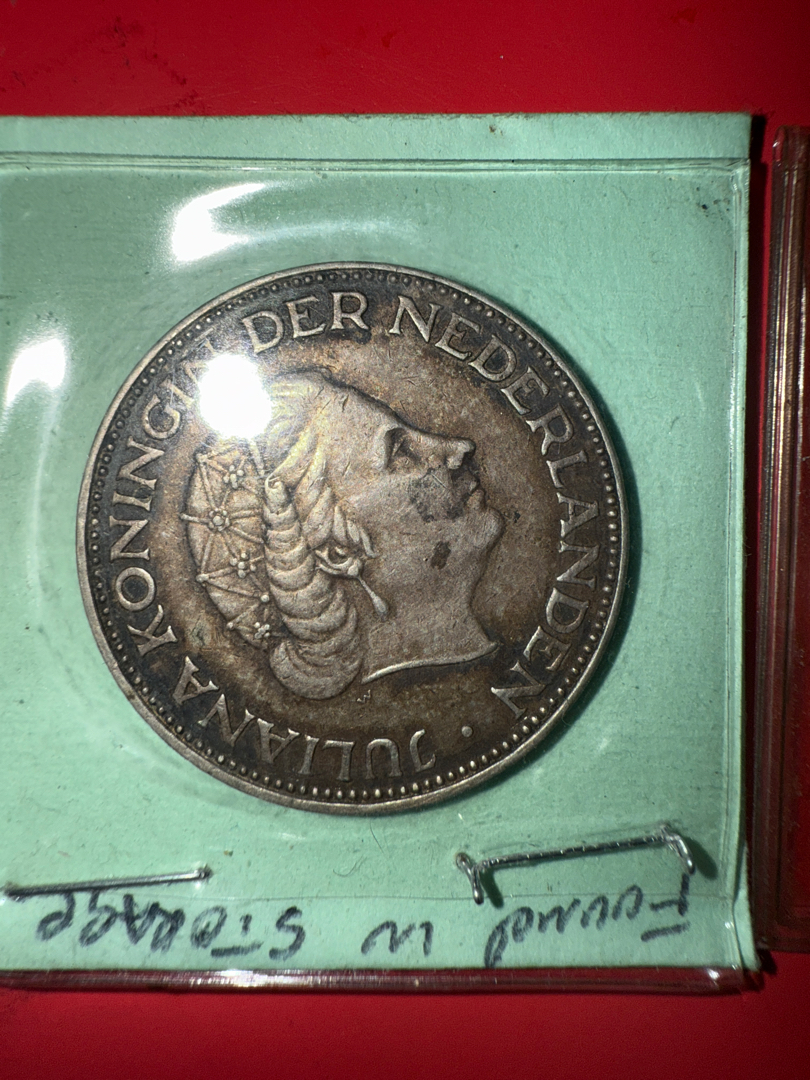 JULIANA KONINGIN DER NEDERLANDEN ·
Found in STORAGE